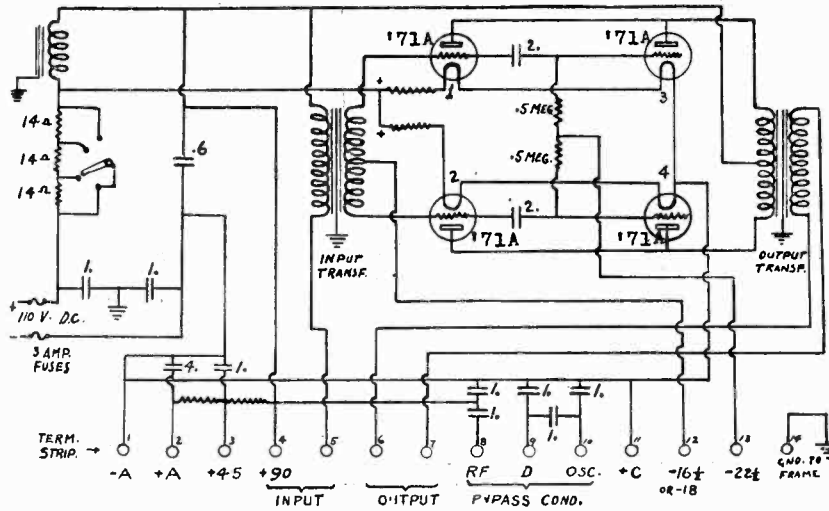 '71A
2.
'71A
1
3
14Ω
14Ω
14Ω
.6
+
+
.5 MEG.
.5 MEG.
2
4
2.
'71A
'71A
INPUT
TRANSF.
OUTPUT
TRANSF.
1.
1.
+
110 V. D.C.
-
3 AMP.
FUSES
4.
1.
1.
1.
1.
1.
1.
TERM.
STRIP. →
1
2
3
4
5
6
7
8
9
10
11
12
13
14
-A
+A
+45
+90
RF
D
OSC.
+C
-16½
OR -18
-22½
GND. TO
FRAME
INPUT
OUTPUT
BYPASS COND.